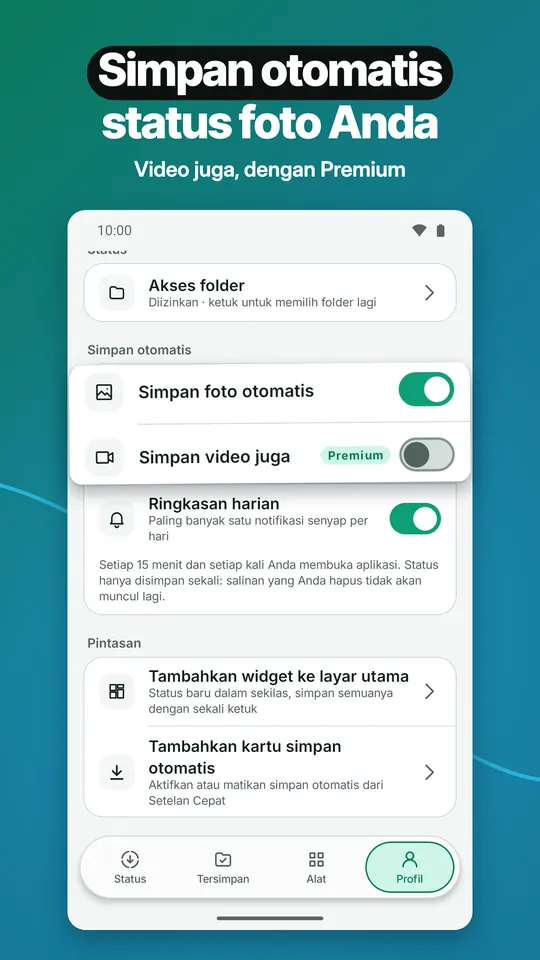 Simpan otomatis
status foto Anda
Video juga, dengan Premium
10:00
Status
Akses folder
Diizinkan · ketuk untuk memilih folder lagi
Simpan otomatis
Simpan foto otomatis
Simpan video juga
Premium
Ringkasan harian
Paling banyak satu notifikasi senyap per
hari
Setiap 15 menit dan setiap kali Anda membuka aplikasi. Status
hanya disimpan sekali: salinan yang Anda hapus tidak akan
muncul lagi.
Pintasan
Tambahkan widget ke layar utama
Status baru dalam sekilas, simpan semuanya
dengan sekali ketuk
Tambahkan kartu simpan
otomatis
Aktifkan atau matikan simpan otomatis dari
Setelan Cepat
Status
Tersimpan
Alat
Profil